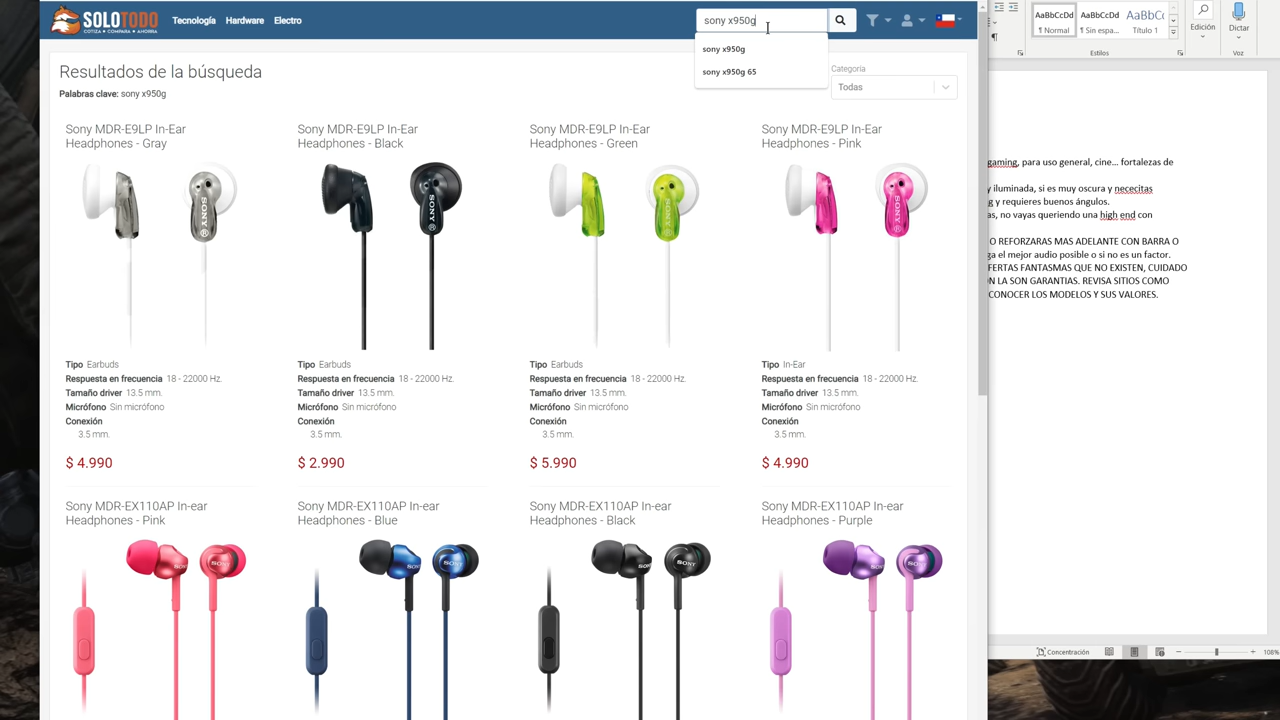 SOLOTODO
COTIZA • COMPARA • AHORRA
Tecnología
Hardware
Electro
sony x950g
sony x950g
sony x950g 65
Resultados de la búsqueda
Palabras clave: sony x950g
Categoria
Todas
Sony MDR-E9LP In-Ear
Headphones - Gray
Sony MDR-E9LP In-Ear
Headphones - Black
Sony MDR-E9LP In-Ear
Headphones - Green
Sony MDR-E9LP In-Ear
Headphones - Pink
SONY
SONY
SONY
SONY
Tipo Earbuds
Respuesta en frecuencia 18 - 22000 Hz.
Tamaño driver 13.5 mm.
Micrófono Sin micrófono
Conexión
3.5 mm.
$ 4.990
Tipo Earbuds
Respuesta en frecuencia 18 - 22000 Hz.
Tamaño driver 13.5 mm.
Micrófono Sin micrófono
Conexión
3.5 mm.
$ 2.990
Tipo Earbuds
Respuesta en frecuencia 18 - 22000 Hz.
Tamaño driver 13.5 mm.
Micrófono Sin micrófono
Conexión
3.5 mm.
$ 5.990
Tipo In-Ear
Respuesta en frecuencia 18 - 22000 Hz.
Tamaño driver 13.5 mm.
Micrófono Sin micrófono
Conexión
3.5 mm.
$ 4.990
Sony MDR-EX110AP In-ear
Headphones - Pink
Sony MDR-EX110AP In-ear
Headphones - Blue
Sony MDR-EX110AP In-ear
Headphones - Black
Sony MDR-EX110AP In-ear
Headphones - Purple
SONY
SONY
SONY
SONY
AaBbCcDd
AaBbCcDd
AaBbCc
¶ Normal
¶ Sin espa...
Título 1
Estilos
Edición
Dictar
Voz
gaming, para uso general, cine... fortalezas de
y iluminada, si es muy oscura y nececitas
g y requieres buenos ángulos.
as, no vayas queriendo una high end con
O REFORZARAS MAS ADELANTE CON BARRA O
ga el mejor audio posible o si no es un factor.
FERTAS FANTASMAS QUE NO EXISTEN, CUIDADO
N LA SON GARANTIAS. REVISA SITIOS COMO
CONOCER LOS MODELOS Y SUS VALORES.
Concentración
108%